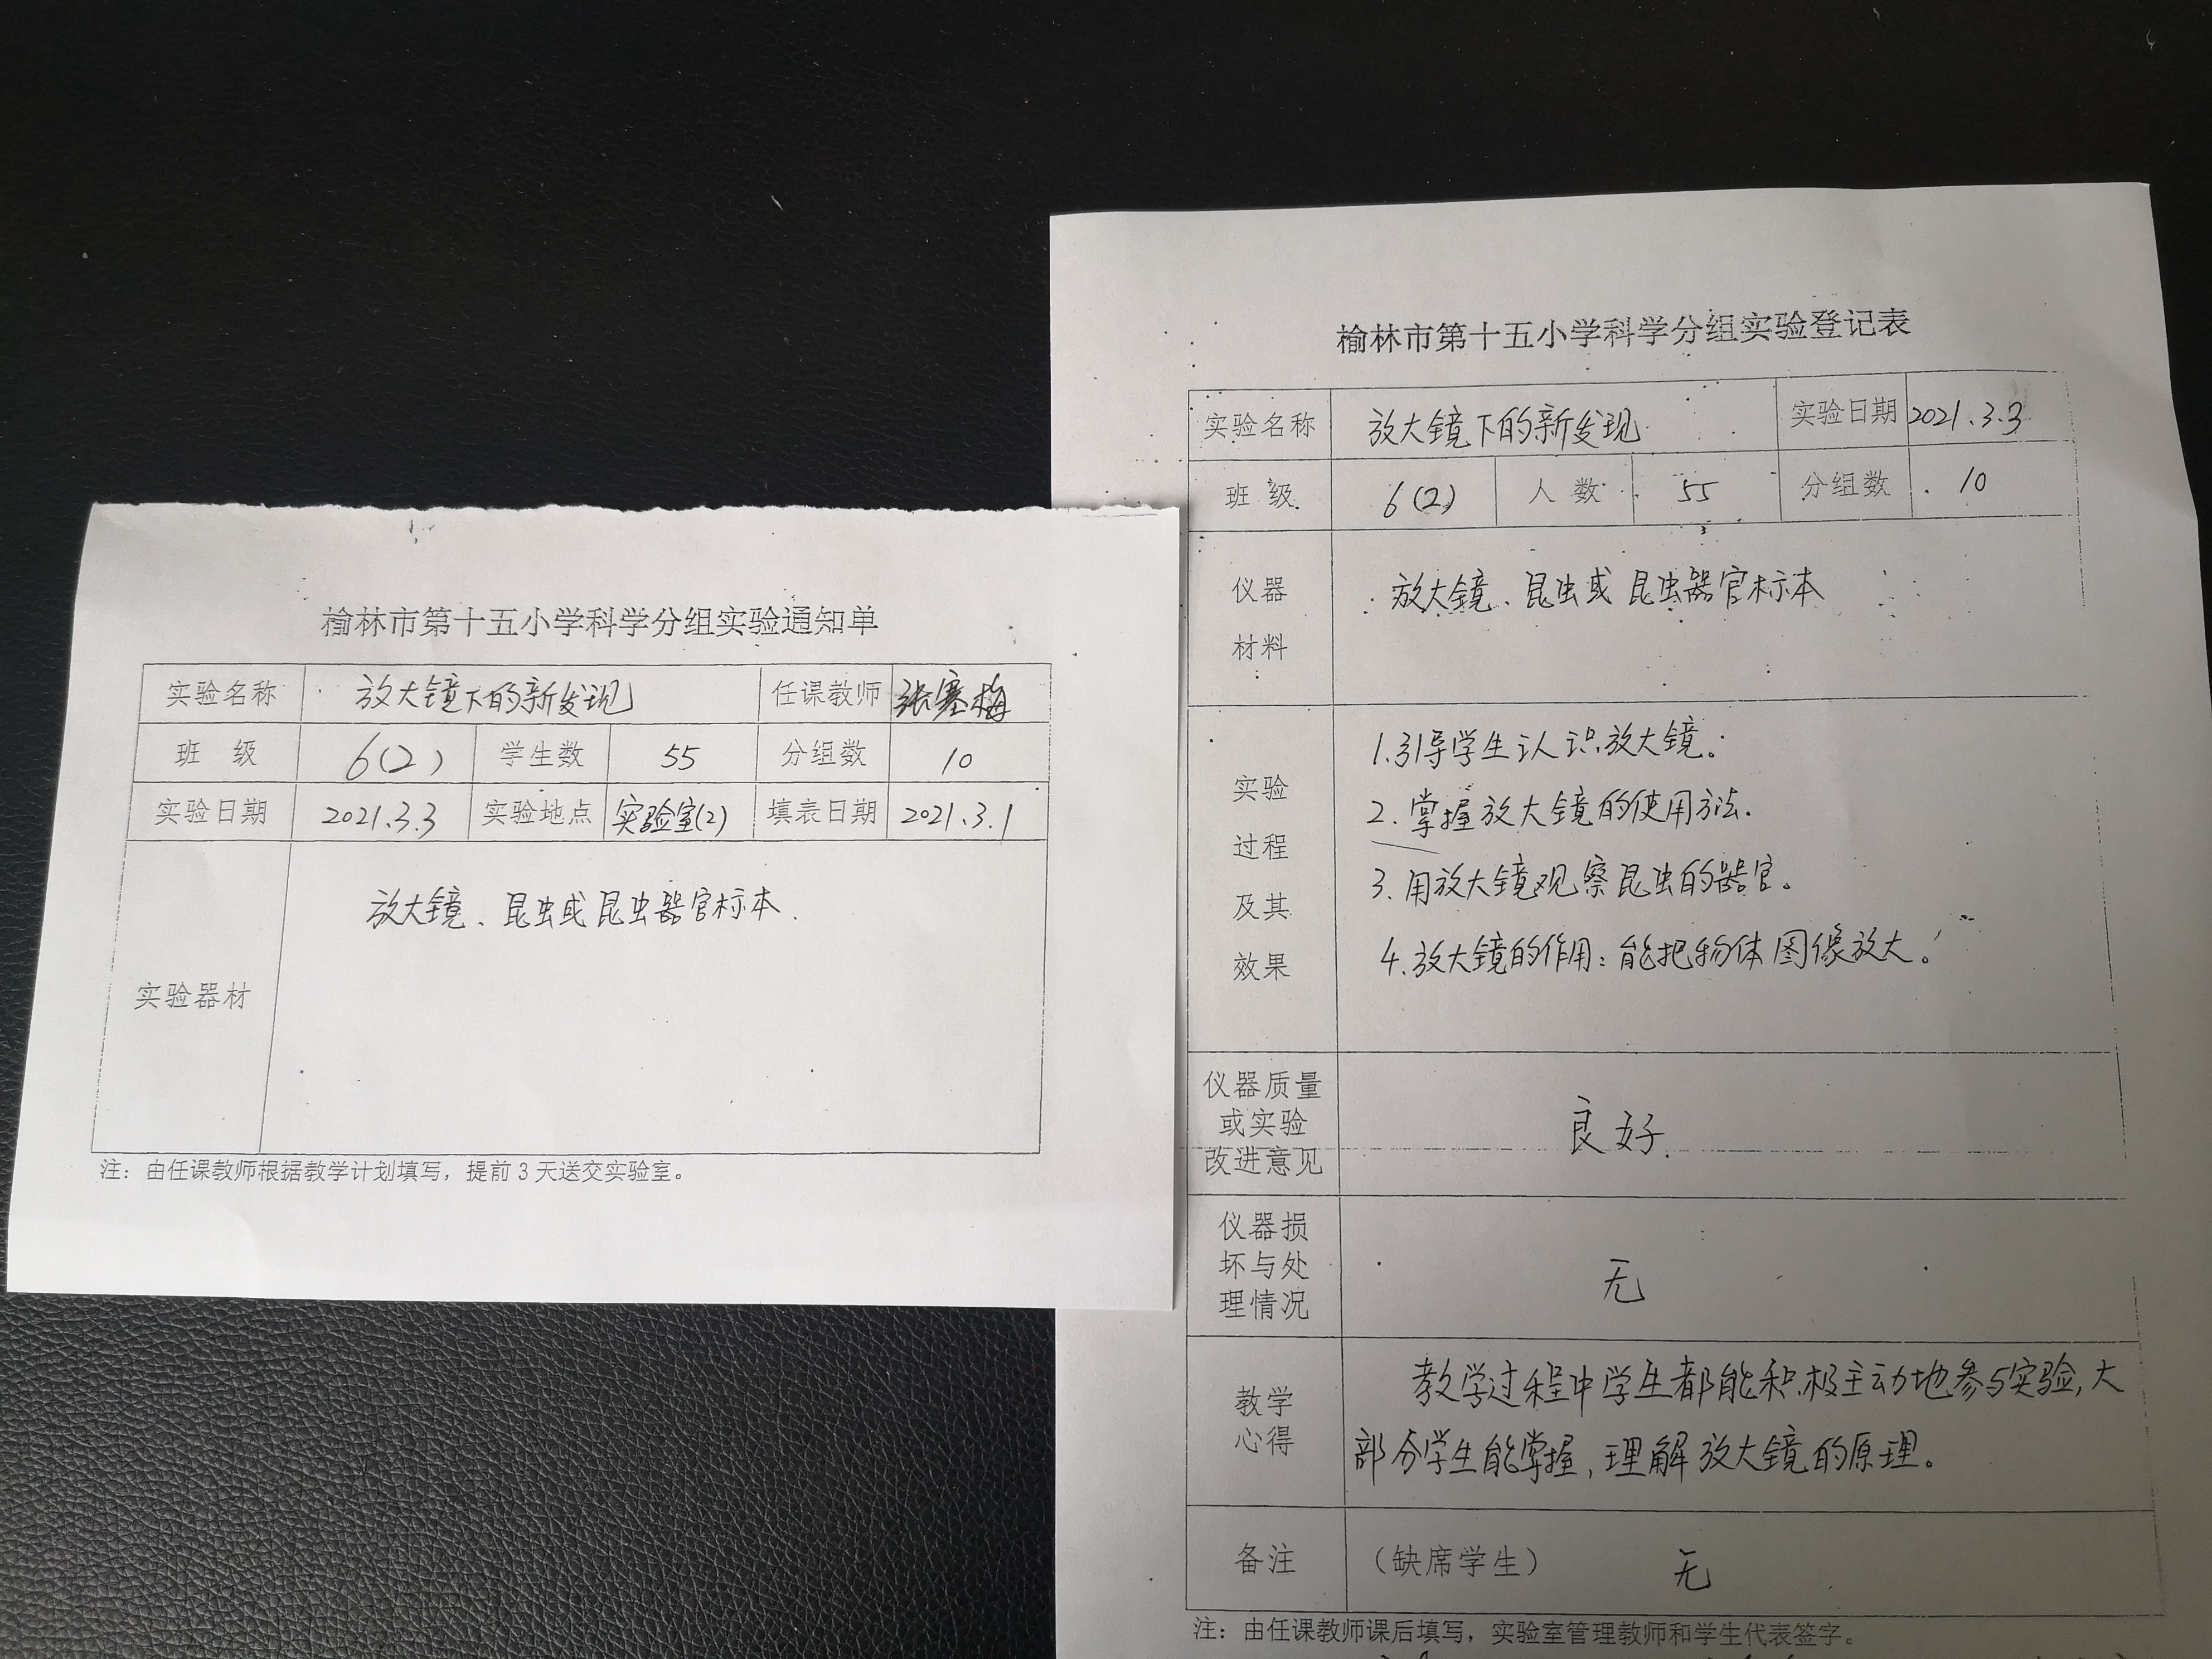 榆林市第十五小学科学分组实验通知单
实验名称 放大镜下的新发现 任课教师 张塞梅
班 级 6(2) 学生数 55 分组数 10
实验日期 2021.3.3 实验地点 实验室(2) 填表日期 2021.3.1
实验器材 放大镜、昆虫或昆虫器官标本.
注：由任课教师根据教学计划填写，提前3天送交实验室。
榆林市第十五小学科学分组实验登记表
实验名称 放大镜下的新发现 实验日期 2021.3.3
班 级 6(2) 人 数 55 分组数 10
仪器
材料
放大镜、昆虫或昆虫器官标本
实验
过程
及其
效果
1.引导学生认识放大镜。
2.掌握放大镜的使用方法.
3.用放大镜观察昆虫的器官。
4.放大镜的作用：能把物体图像放大。
仪器质量
或实验
改进意见
良好.
仪器损
坏与处
理情况
无
教学
心得
教学过程中学生都能积极主动地参与实验,大
部分学生能掌握,理解放大镜的原理。
备注 （缺席学生） 无
注：由任课教师课后填写，实验室管理教师和学生代表签字。